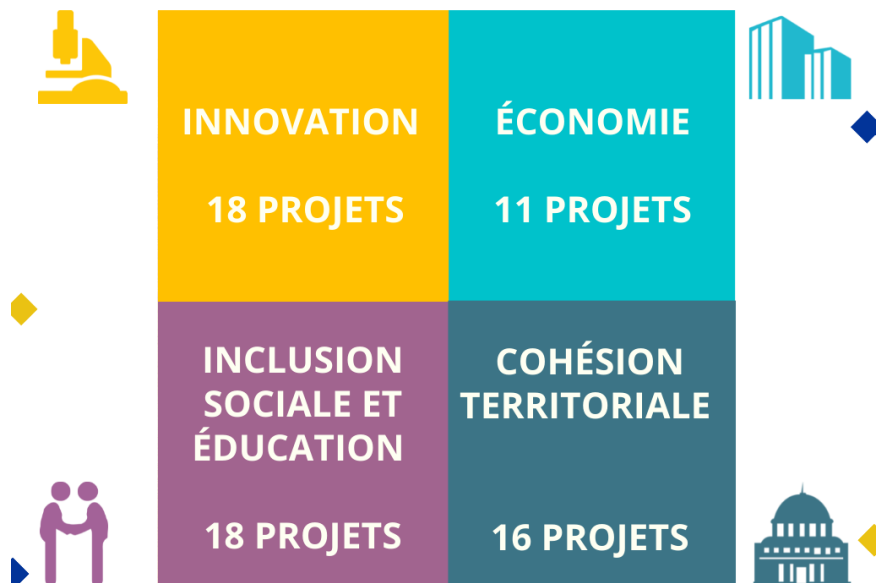 INNOVATION
18 PROJETS
ÉCONOMIE
11 PROJETS
INCLUSION
SOCIALE ET
ÉDUCATION
18 PROJETS
COHÉSION
TERRITORIALE
16 PROJETS